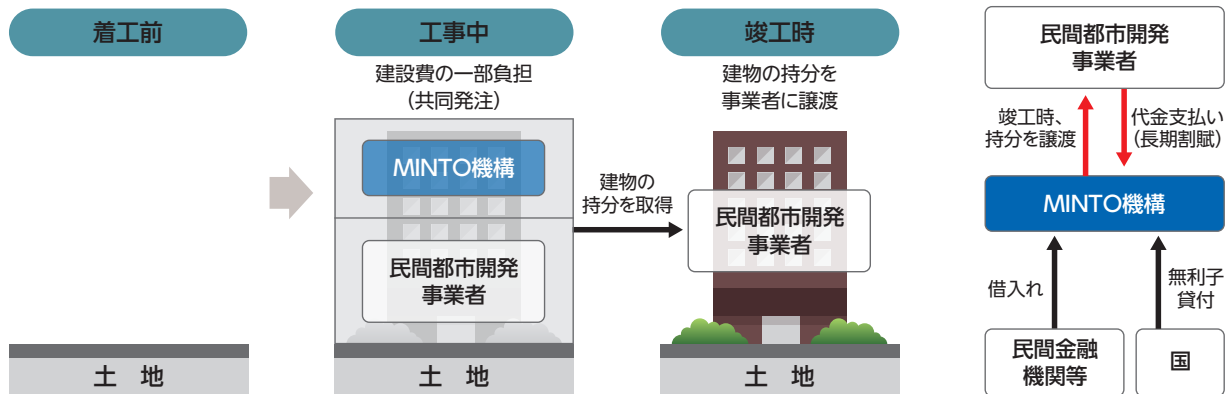 着工前
土 地
工事中
建設費の一部負担
（共同発注）
MINTO機構
民間都市開発
事業者
土 地
建物の
持分を取得
竣工時
建物の持分を
事業者に譲渡
民間都市開発
事業者
土 地
民間都市開発
事業者
竣工時、
持分を譲渡
代金支払い
（長期割賦）
MINTO機構
借入れ
無利子
貸付
民間金融
機関等
国